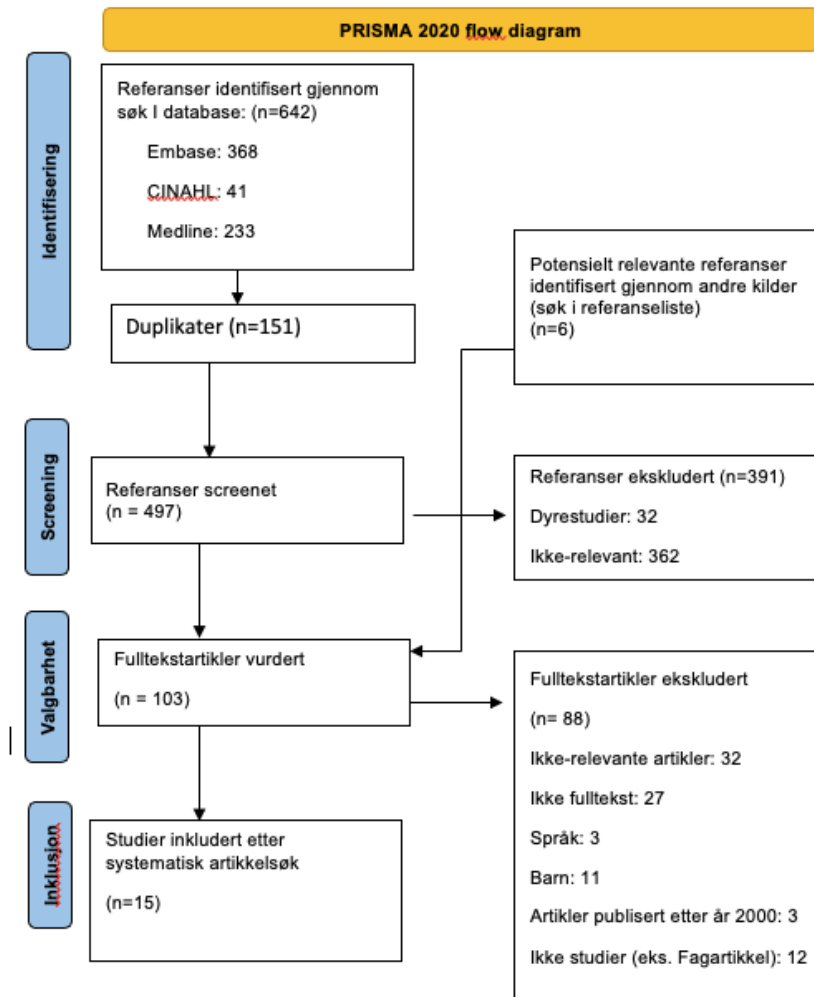 PRISMA 2020 flow diagram
Identifisering
Referanser identifisert gjennom
søk I database: (n=642)
Embase: 368
CINAHL: 41
Medline: 233
Duplikater (n=151)
Potensielt relevante referanser
identifisert gjennom andre kilder
(søk i referanseliste)
(n=6)
Screening
Referanser screenet
(n = 497)
Referanser ekskludert (n=391)
Dyrestudier: 32
Ikke-relevant: 362
Valgbarhet
Fulltekstartikler vurdert
(n = 103)
Fulltekstartikler ekskludert
(n= 88)
Ikke-relevante artikler: 32
Ikke fulltekst: 27
Språk: 3
Barn: 11
Artikler publisert etter år 2000: 3
Ikke studier (eks. Fagartikkel): 12
Inklusjon
Studier inkludert etter
systematisk artikkelsøk
(n=15)